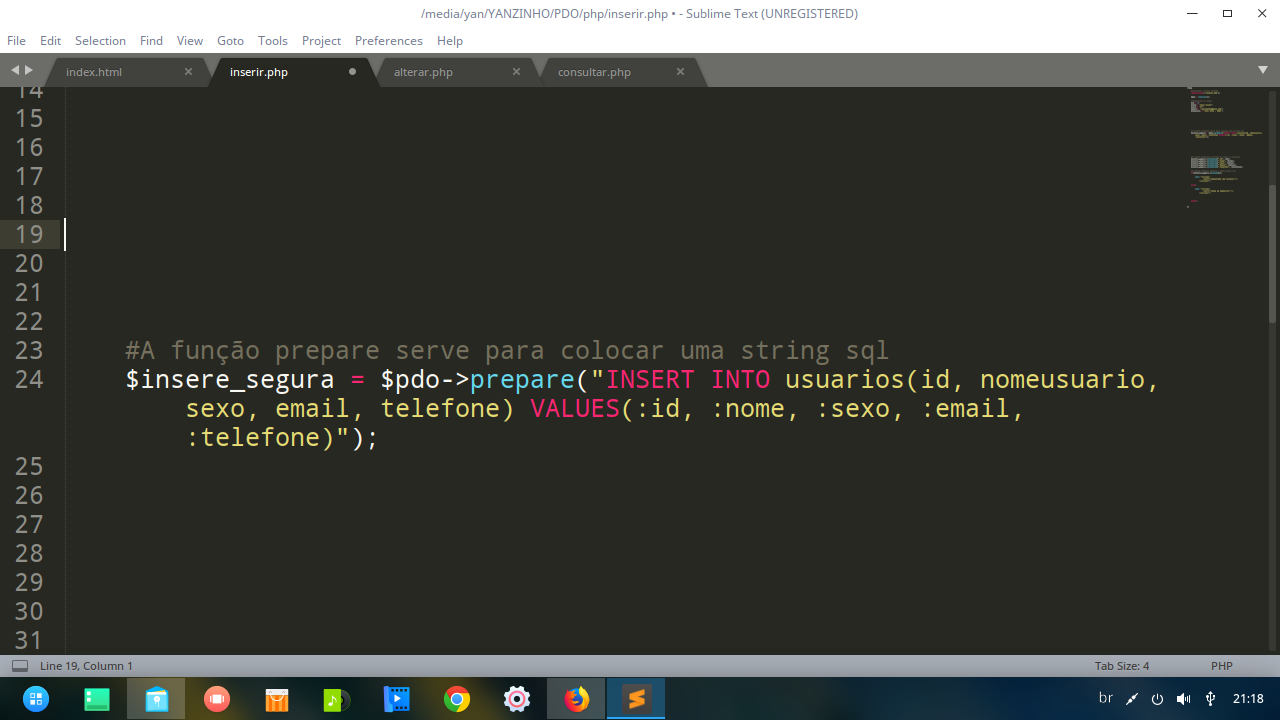 /media/yan/YANZINHO/PDO/php/inserir.php • - Sublime Text (UNREGISTERED)
File Edit Selection Find View Goto Tools Project Preferences Help
index.html inserir.php alterar.php consultar.php
14
15
16
17
18
19
20
21
22
23 #A função prepare serve para colocar uma string sql
24 $insere_segura = $pdo->prepare("INSERT INTO usuarios(id, nomeusuario,
sexo, email, telefone) VALUES(:id, :nome, :sexo, :email,
:telefone)");
25
26
27
28
29
30
31
Line 19, Column 1 Tab Size: 4 PHP
br 21:18